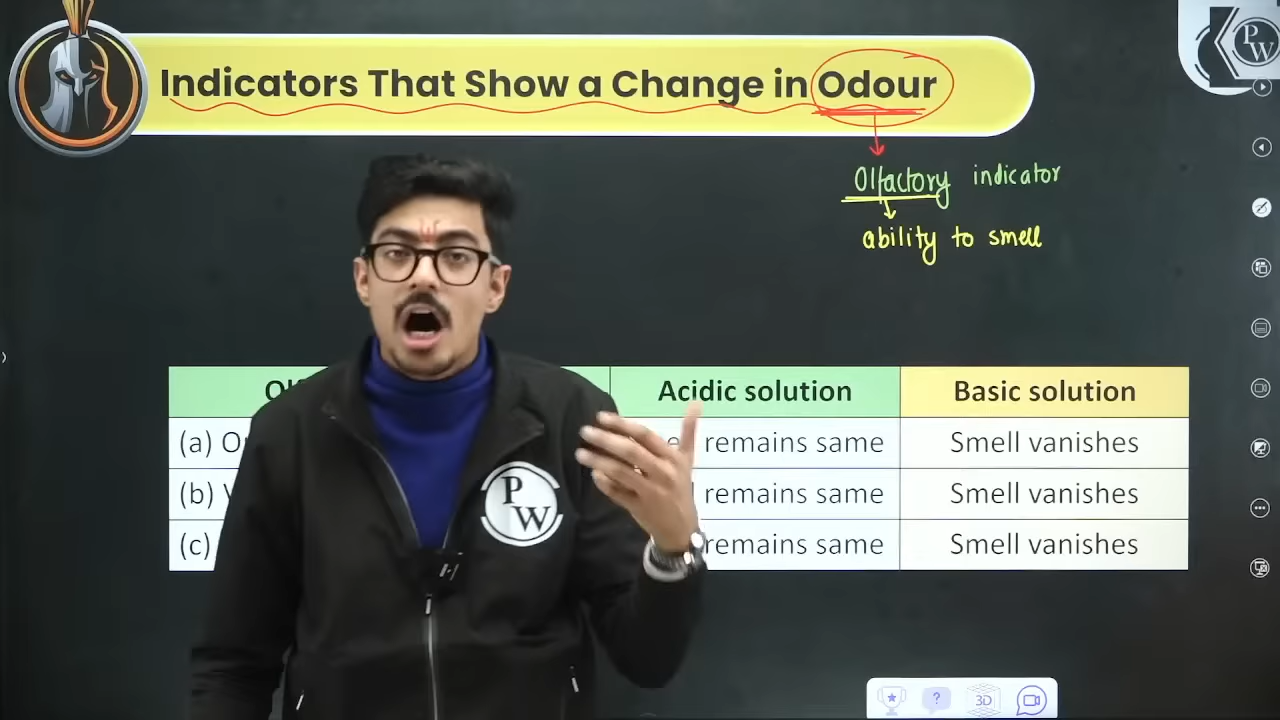 Indicators That Show a Change in Odour
P
W
Olfactory indicator
ability to smell
Acidic solution
Basic solution
(a)
remains same
Smell vanishes
(b)
remains same
Smell vanishes
(c)
remains same
Smell vanishes
P
W
?
3D